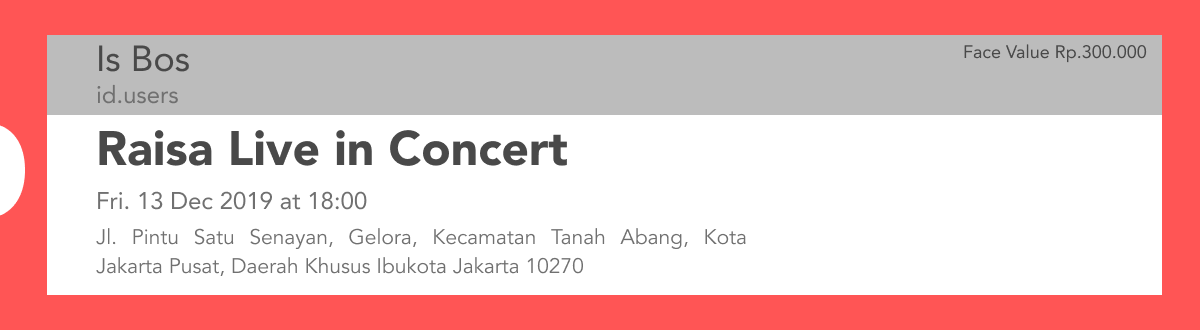 Is Bos
Face Value Rp.300.000
id.users
Raisa Live in Concert
Fri. 13 Dec 2019 at 18:00
Jl. Pintu Satu Senayan, Gelora, Kecamatan Tanah Abang, Kota
Jakarta Pusat, Daerah Khusus Ibukota Jakarta 10270